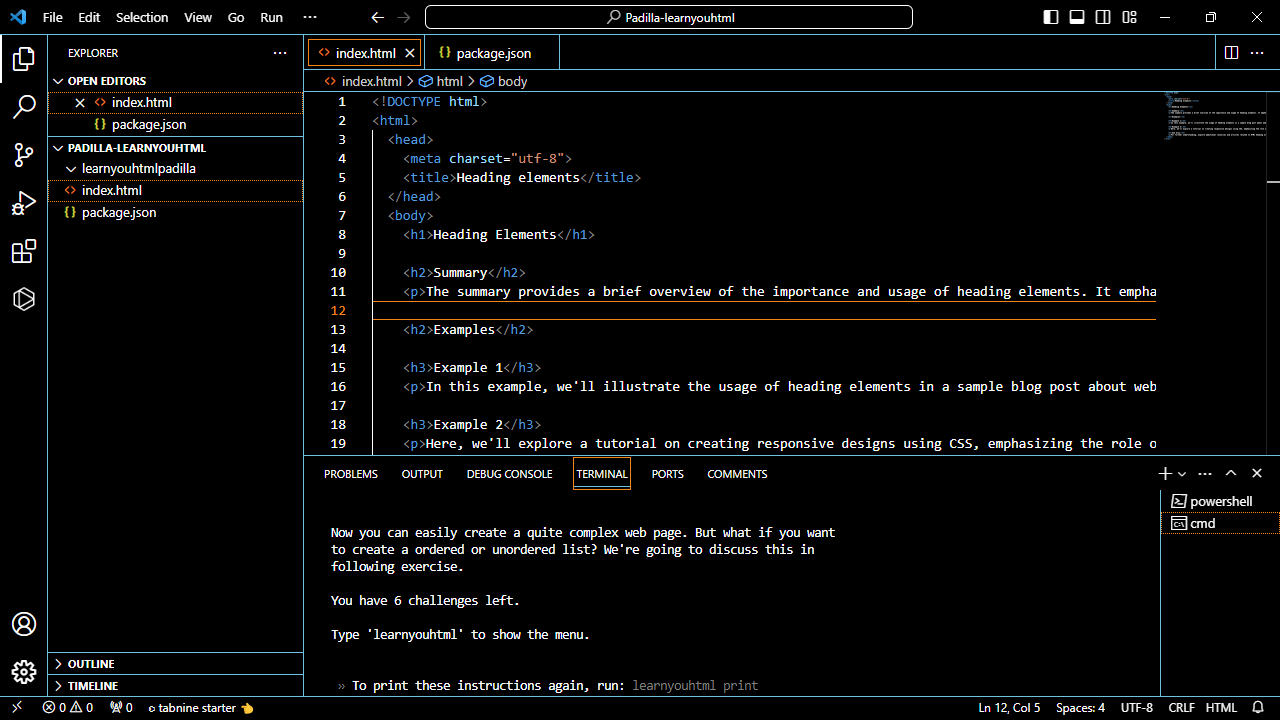 File Edit Selection View Go Run ···
Padilla-learnyouhtml
EXPLORER
OPEN EDITORS
index.html
package.json
PADILLA-LEARNYOUHTML
learnyouhtmlpadilla
index.html
package.json
OUTLINE
TIMELINE
index.html package.json
index.html > html > body
1 <!DOCTYPE html>
2 <html>
3 <head>
4 <meta charset="utf-8">
5 <title>Heading elements</title>
6 </head>
7 <body>
8 <h1>Heading Elements</h1>
9
10 <h2>Summary</h2>
11 <p>The summary provides a brief overview of the importance and usage of heading elements. It empha
12
13 <h2>Examples</h2>
14
15 <h3>Example 1</h3>
16 <p>In this example, we'll illustrate the usage of heading elements in a sample blog post about web
17
18 <h3>Example 2</h3>
19 <p>Here, we'll explore a tutorial on creating responsive designs using CSS, emphasizing the role o
PROBLEMS OUTPUT DEBUG CONSOLE TERMINAL PORTS COMMENTS
powershell
cmd
Now you can easily create a quite complex web page. But what if you want
to create a ordered or unordered list? We're going to discuss this in
following exercise.
You have 6 challenges left.
Type 'learnyouhtml' to show the menu.
» To print these instructions again, run: learnyouhtml print
0 0 0 tabnine starter Ln 12, Col 5 Spaces: 4 UTF-8 CRLF HTML